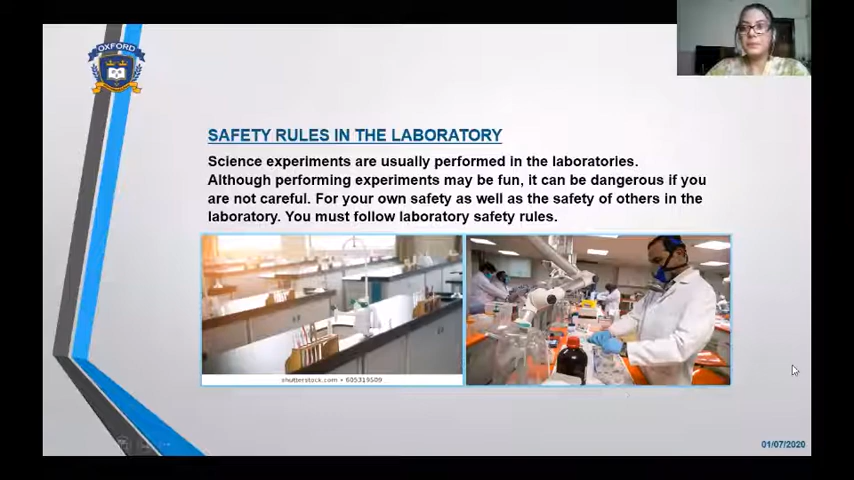 OXFORD
SAFETY RULES IN THE LABORATORY
Science experiments are usually performed in the laboratories.
Although performing experiments may be fun, it can be dangerous if you
are not careful. For your own safety as well as the safety of others in the
laboratory. You must follow laboratory safety rules.
shutterstock.com • 605319509
01/07/2020